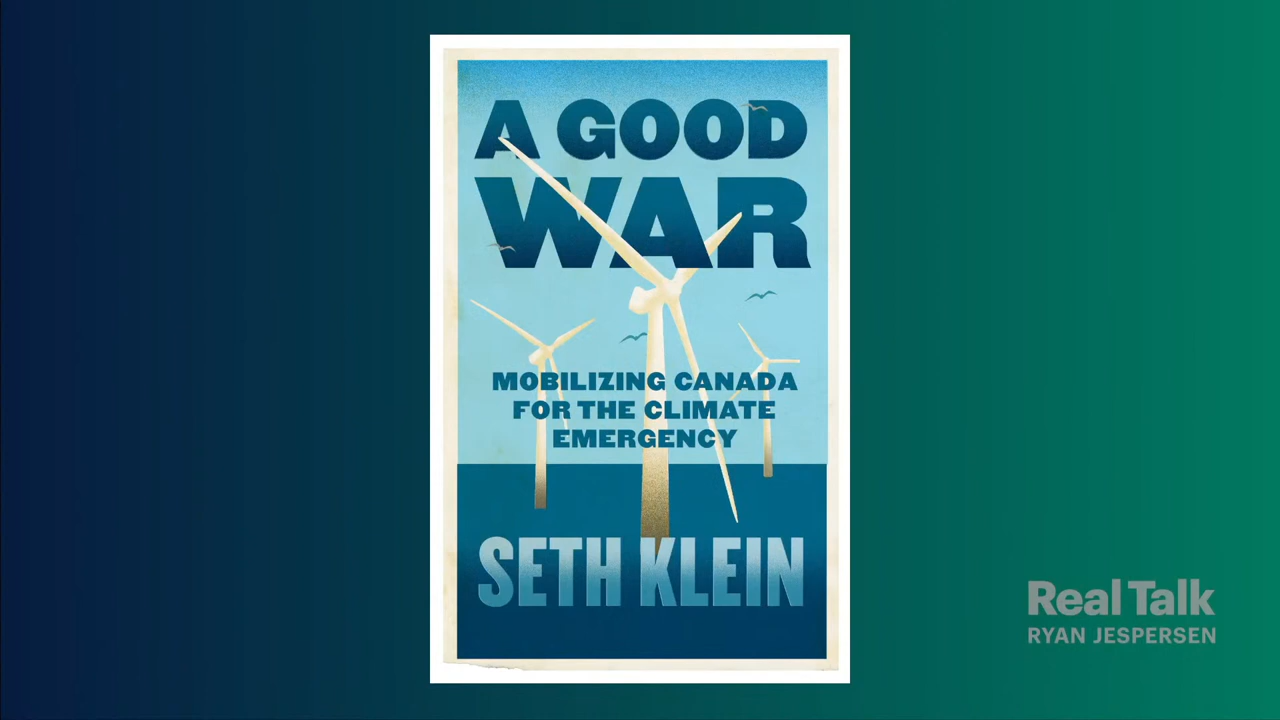 A GOOD
WAR
MOBILIZING CANADA
FOR THE CLIMATE
EMERGENCY
SETH KLEIN
Real Talk
RYAN JESPERSEN